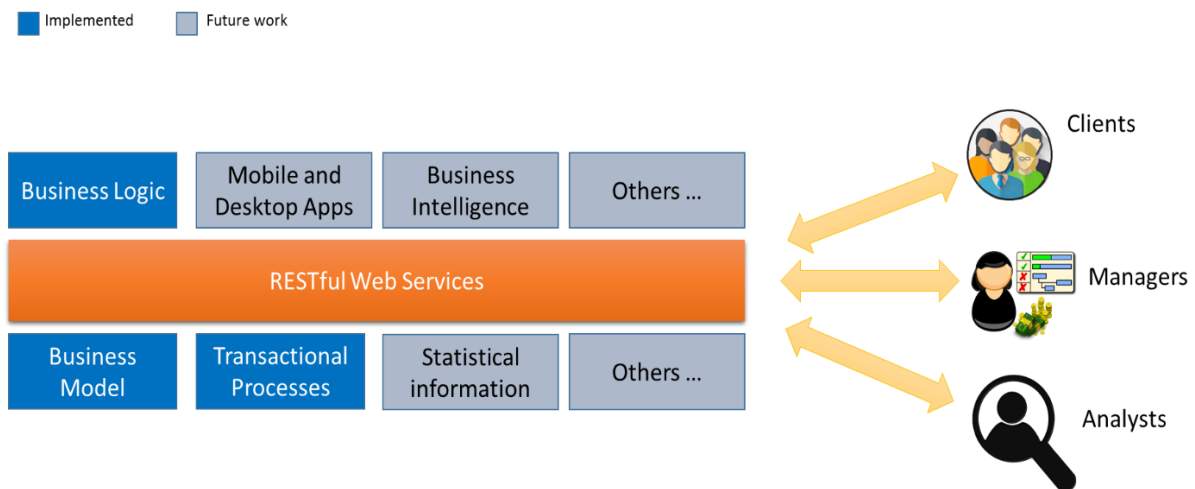 Implemented
Future work
Clients
Business Logic
Mobile and
Desktop Apps
Business
Intelligence
Others ...
RESTful Web Services
Managers
Business
Model
Transactional
Processes
Statistical
information
Others ...
Analysts